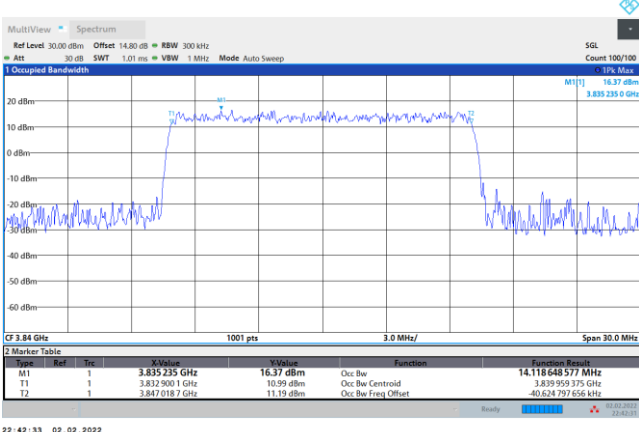 MultiView Spectrum
Ref Level 30.00 dBm Offset 14.80 dB RBW 300 kHz SGL
Att 30 dB SWT 1.01 ms VBW 1 MHz Mode Auto Sweep Count 100/100
1 Occupied Bandwidth 1Pk Max
M1[1] 16.37 dBm
3.835 235 0 GHz
20 dBm
M1
T1
T2
10 dBm
0 dBm
-10 dBm
-20 dBm
-30 dBm
-40 dBm
-50 dBm
-60 dBm
CF 3.84 GHz 1001 pts 3.0 MHz/ Span 30.0 MHz
2 Marker Table
Type Ref Trc X-Value Y-Value Function Function Result
M1 1 3.835 235 GHz 16.37 dBm Occ Bw 14.118 648 577 MHz
T1 1 3.832 900 1 GHz 10.99 dBm Occ Bw Centroid 3.839 959 375 GHz
T2 1 3.847 018 7 GHz 11.19 dBm Occ Bw Freq Offset -40.624 797 656 kHz
Ready 02.02.2022
22:42:33 02.02.2022